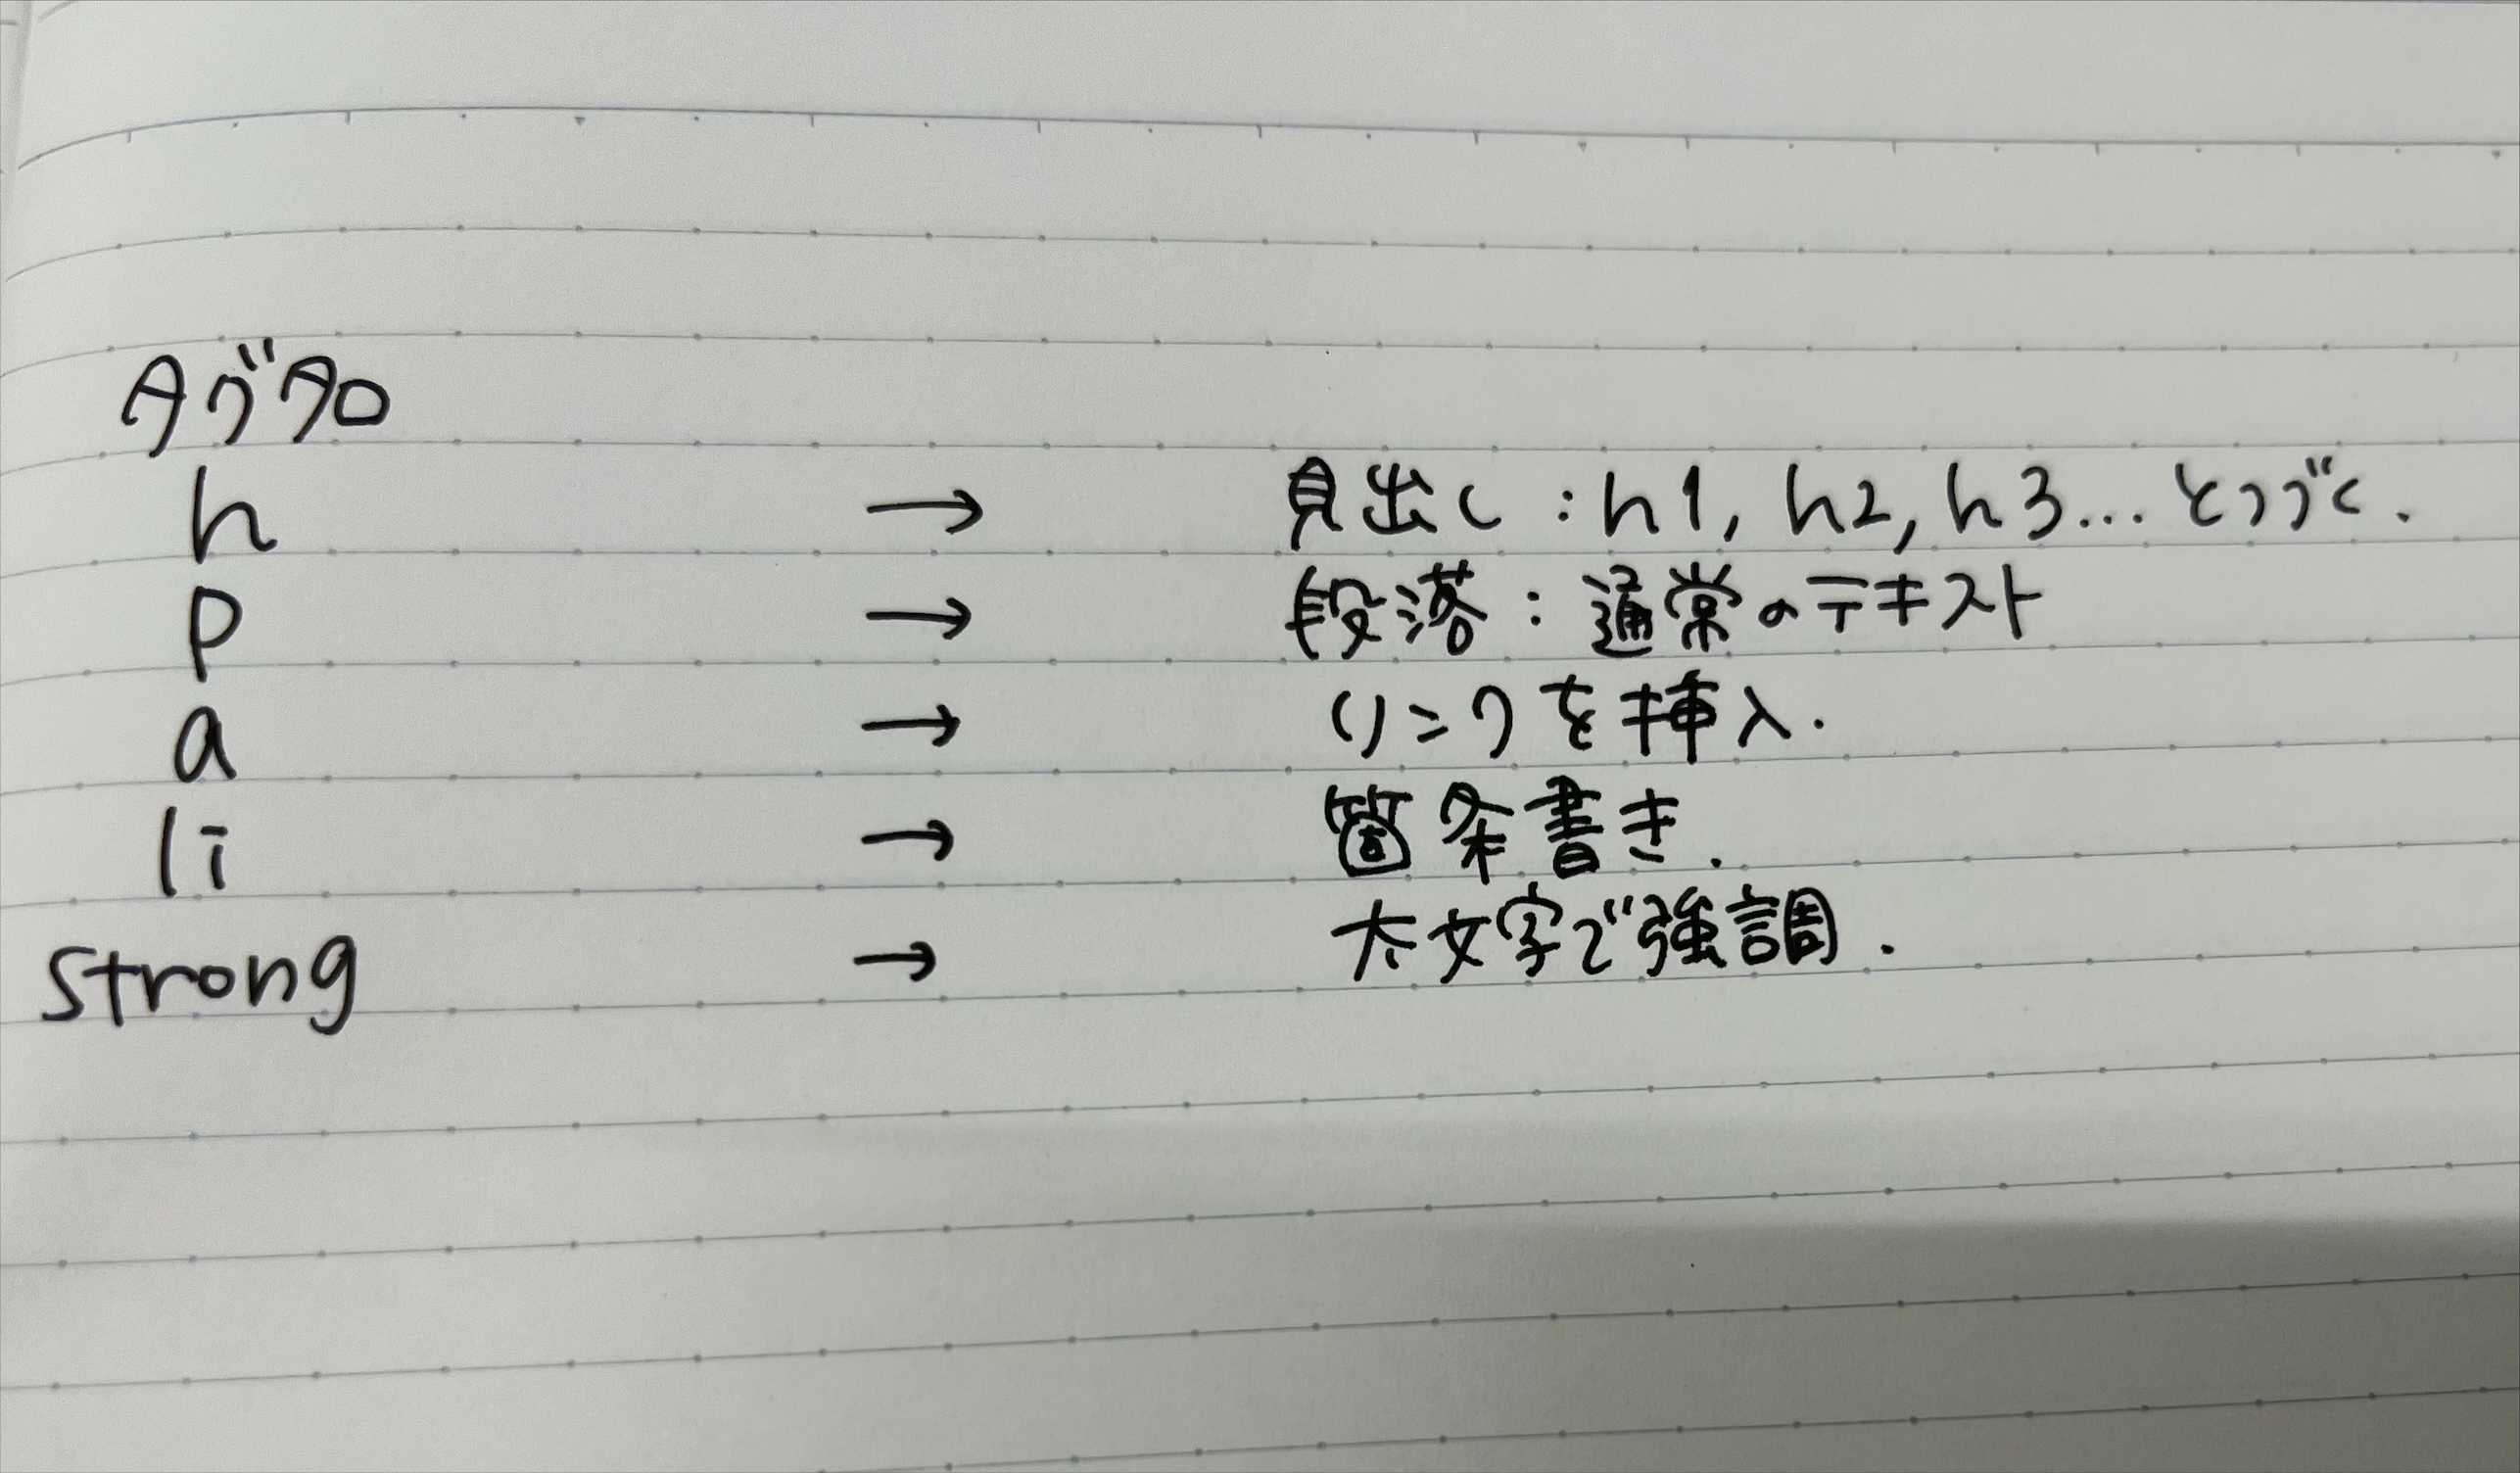 タグ名
h → 見出し:h1, h2, h3...とつづく.
p → 段落:通常のテキスト
a → リンクを挿入.
li → 箇条書き.
strong → 太文字で強調.